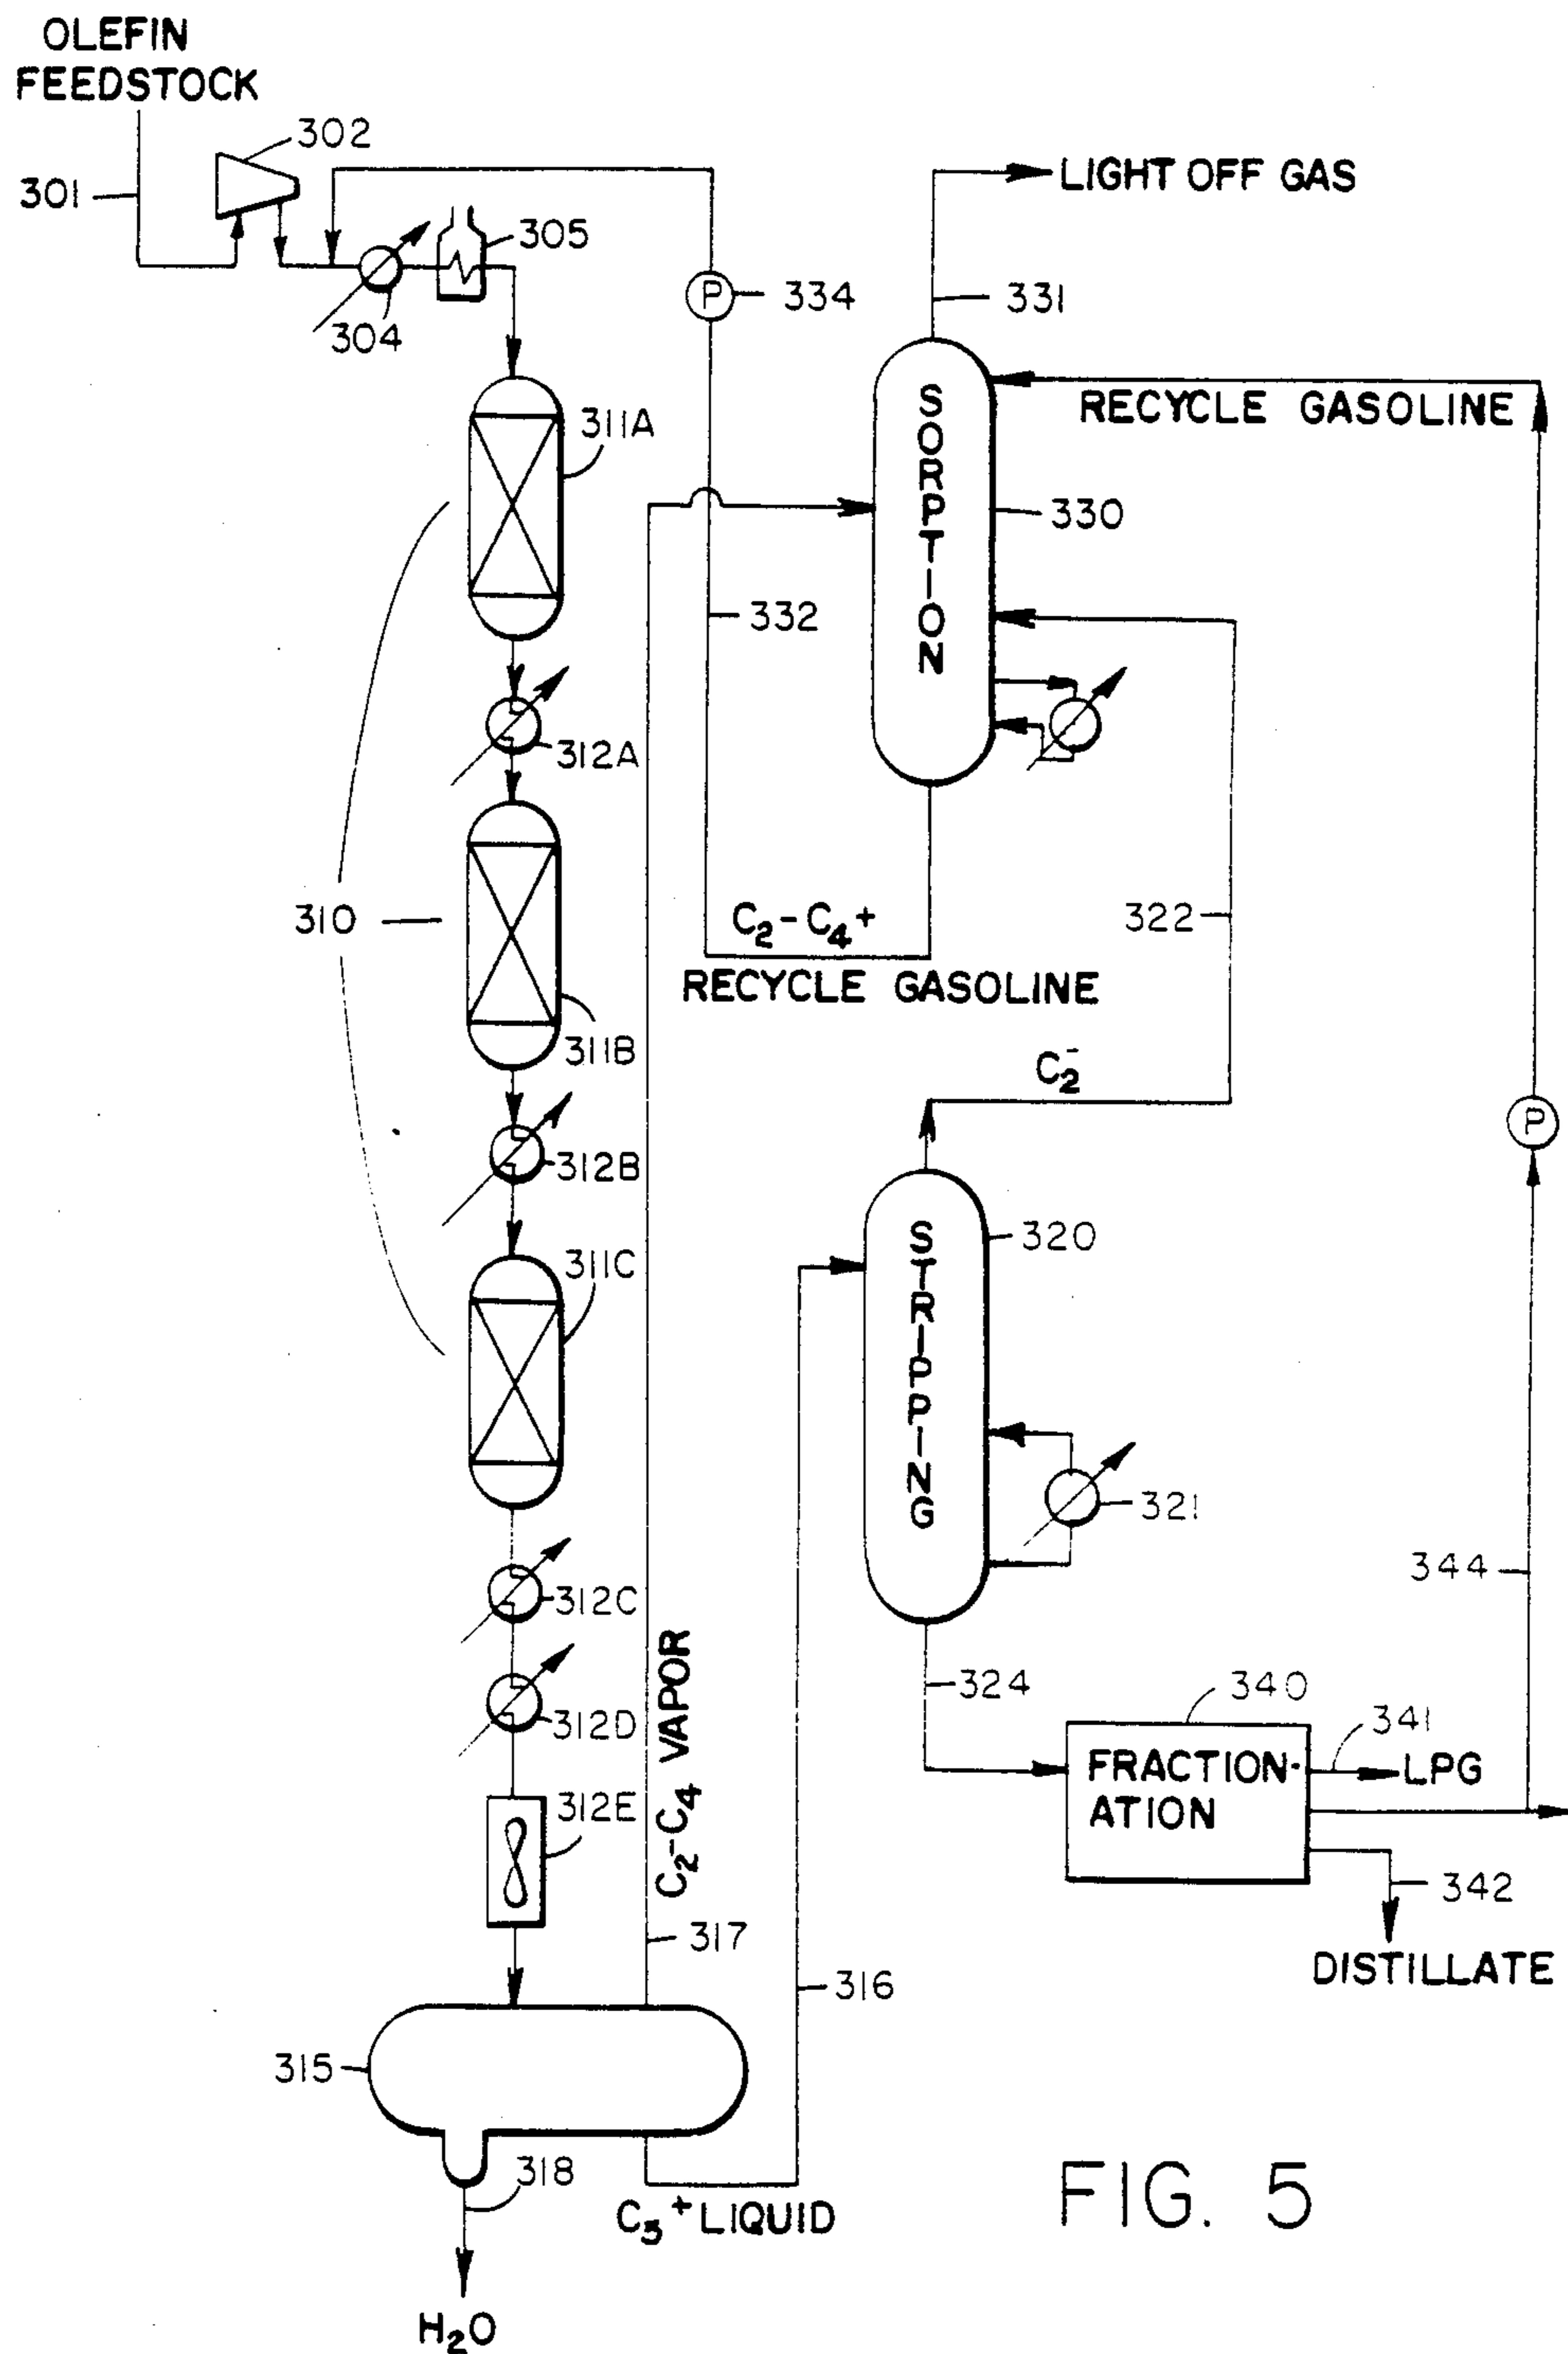 OLEFIN
FEEDSTOCK
302
301
305
304
LIGHT OFF GAS
334
P
331
RECYCLE GASOLINE
SORPTION
311A
330
332
312A
310
C₂-C₄+
RECYCLE GASOLINE
322
311B
C₂⁻
P
312B
320
STRIPPING
311C
321
344
312C
324
312D
C₂-C₄ VAPOR
340
341
FRACTION-
ATION
LPG
312E
342
317
DISTILLATE
316
315
318
C₅⁺ LIQUID
H₂O
FIG. 5